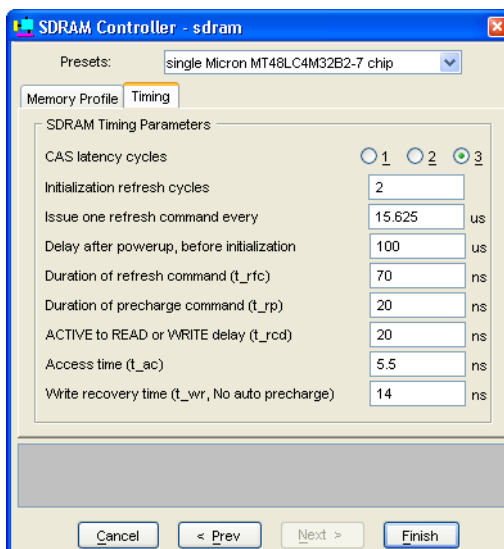 SDRAM Controller - sdram
Presets: single Micron MT48LC4M32B2-7 chip
Memory Profile Timing
SDRAM Timing Parameters
CAS latency cycles 1 2 3
Initialization refresh cycles 2
Issue one refresh command every 15.625 us
Delay after powerup, before initialization 100 us
Duration of refresh command (t_rfc) 70 ns
Duration of precharge command (t_rp) 20 ns
ACTIVE to READ or WRITE delay (t_rcd) 20 ns
Access time (t_ac) 5.5 ns
Write recovery time (t_wr, No auto precharge) 14 ns
Cancel < Prev Next > Finish